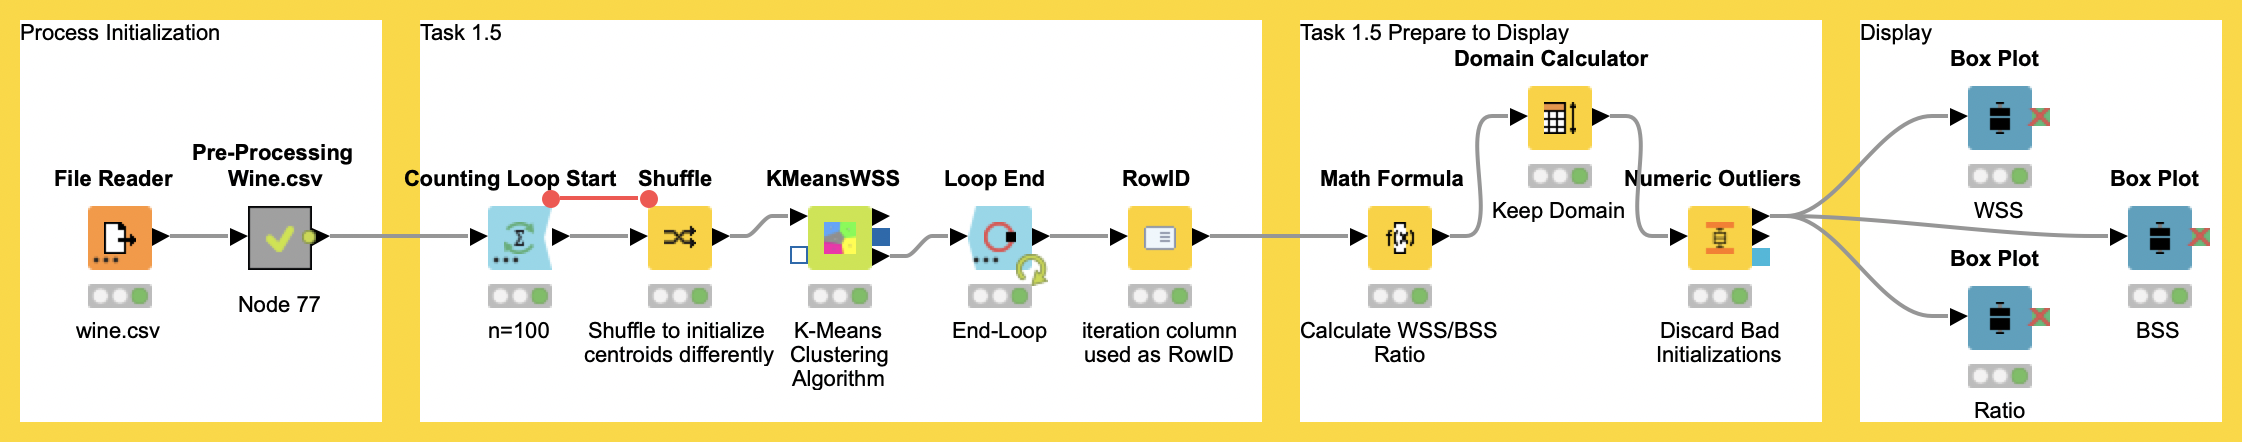 Process Initialization
File Reader
wine.csv
Pre-Processing
Wine.csv
Node 77
Task 1.5
Counting Loop Start
n=100
Shuffle
Shuffle to initialize
centroids differently
KMeansWSS
K-Means
Clustering
Algorithm
Loop End
End-Loop
RowID
iteration column
used as RowID
Task 1.5 Prepare to Display
Math Formula
f(x)
Calculate WSS/BSS
Ratio
Domain Calculator
Keep Domain
Numeric Outliers
Discard Bad
Initializations
Display
Box Plot
WSS
Box Plot
BSS
Box Plot
Ratio